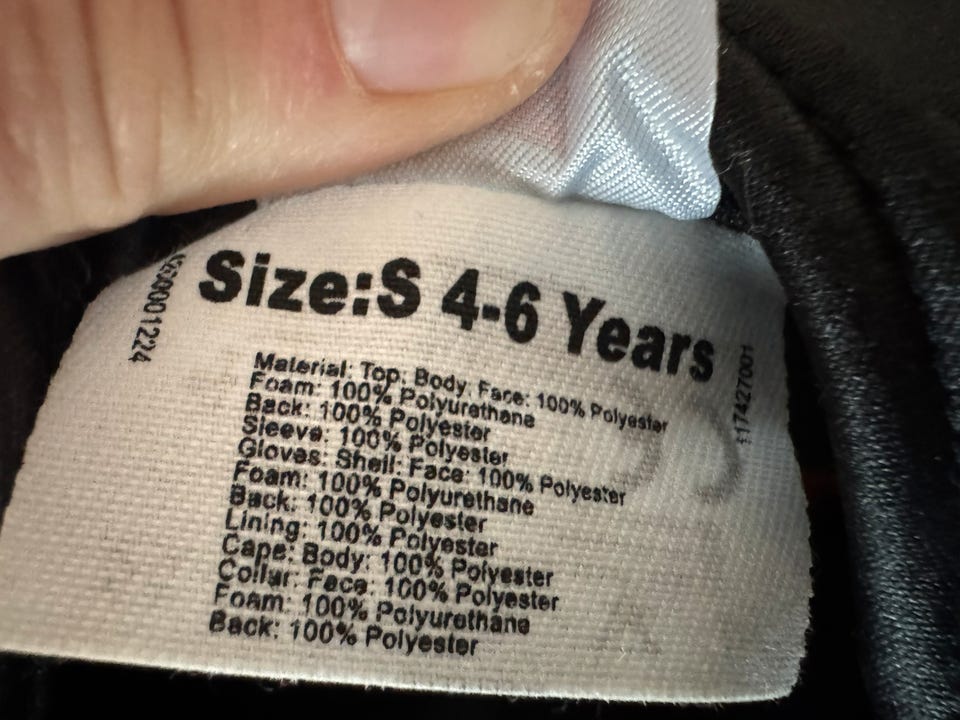 Size:S 4-6 Years
Material: Top: Body: Face: 100% Polyester
Foam: 100% Polyurethane
Back: 100% Polyester
Sleeve: 100% Polyester
Gloves: Shell: Face: 100% Polyester
Foam: 100% Polyurethane
Back: 100% Polyester
Lining: 100% Polyester
Cape: Body: 100% Polyester
Collar: Face: 100% Polyester
Foam: 100% Polyurethane
Back: 100% Polyester